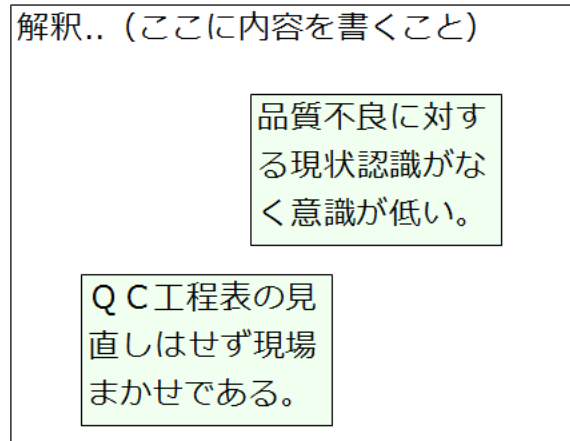 解釈..（ここに内容を書くこと）
品質不良に対す
る現状認識がな
く意識が低い。
ＱＣ工程表の見
直しはせず現場
まかせである。